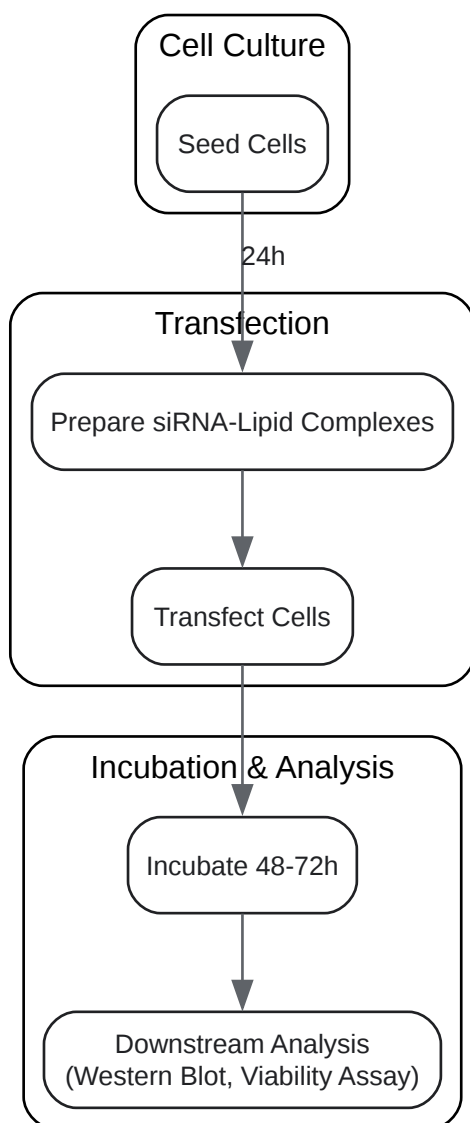 Cell Culture
Seed Cells
24h
Transfection
Prepare siRNA-Lipid Complexes
Transfect Cells
Incubation & Analysis
Incubate 48-72h
Downstream Analysis
(Western Blot, Viability Assay)